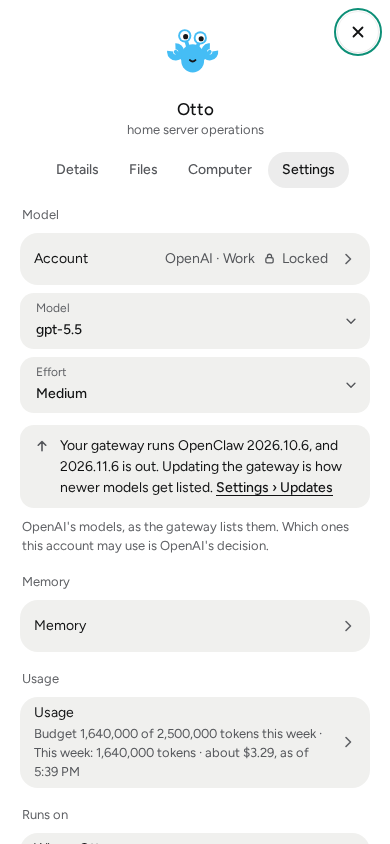 Otto
home server operations
Details
Files
Computer
Settings
Model
Account
OpenAI · Work
Locked
Model
gpt-5.5
Effort
Medium
Your gateway runs OpenClaw 2026.10.6, and
2026.11.6 is out. Updating the gateway is how
newer models get listed. Settings › Updates
OpenAI's models, as the gateway lists them. Which ones
this account may use is OpenAI's decision.
Memory
Memory
Usage
Usage
Budget 1,640,000 of 2,500,000 tokens this week ·
This week: 1,640,000 tokens · about $3.29, as of
5:39 PM
Runs on